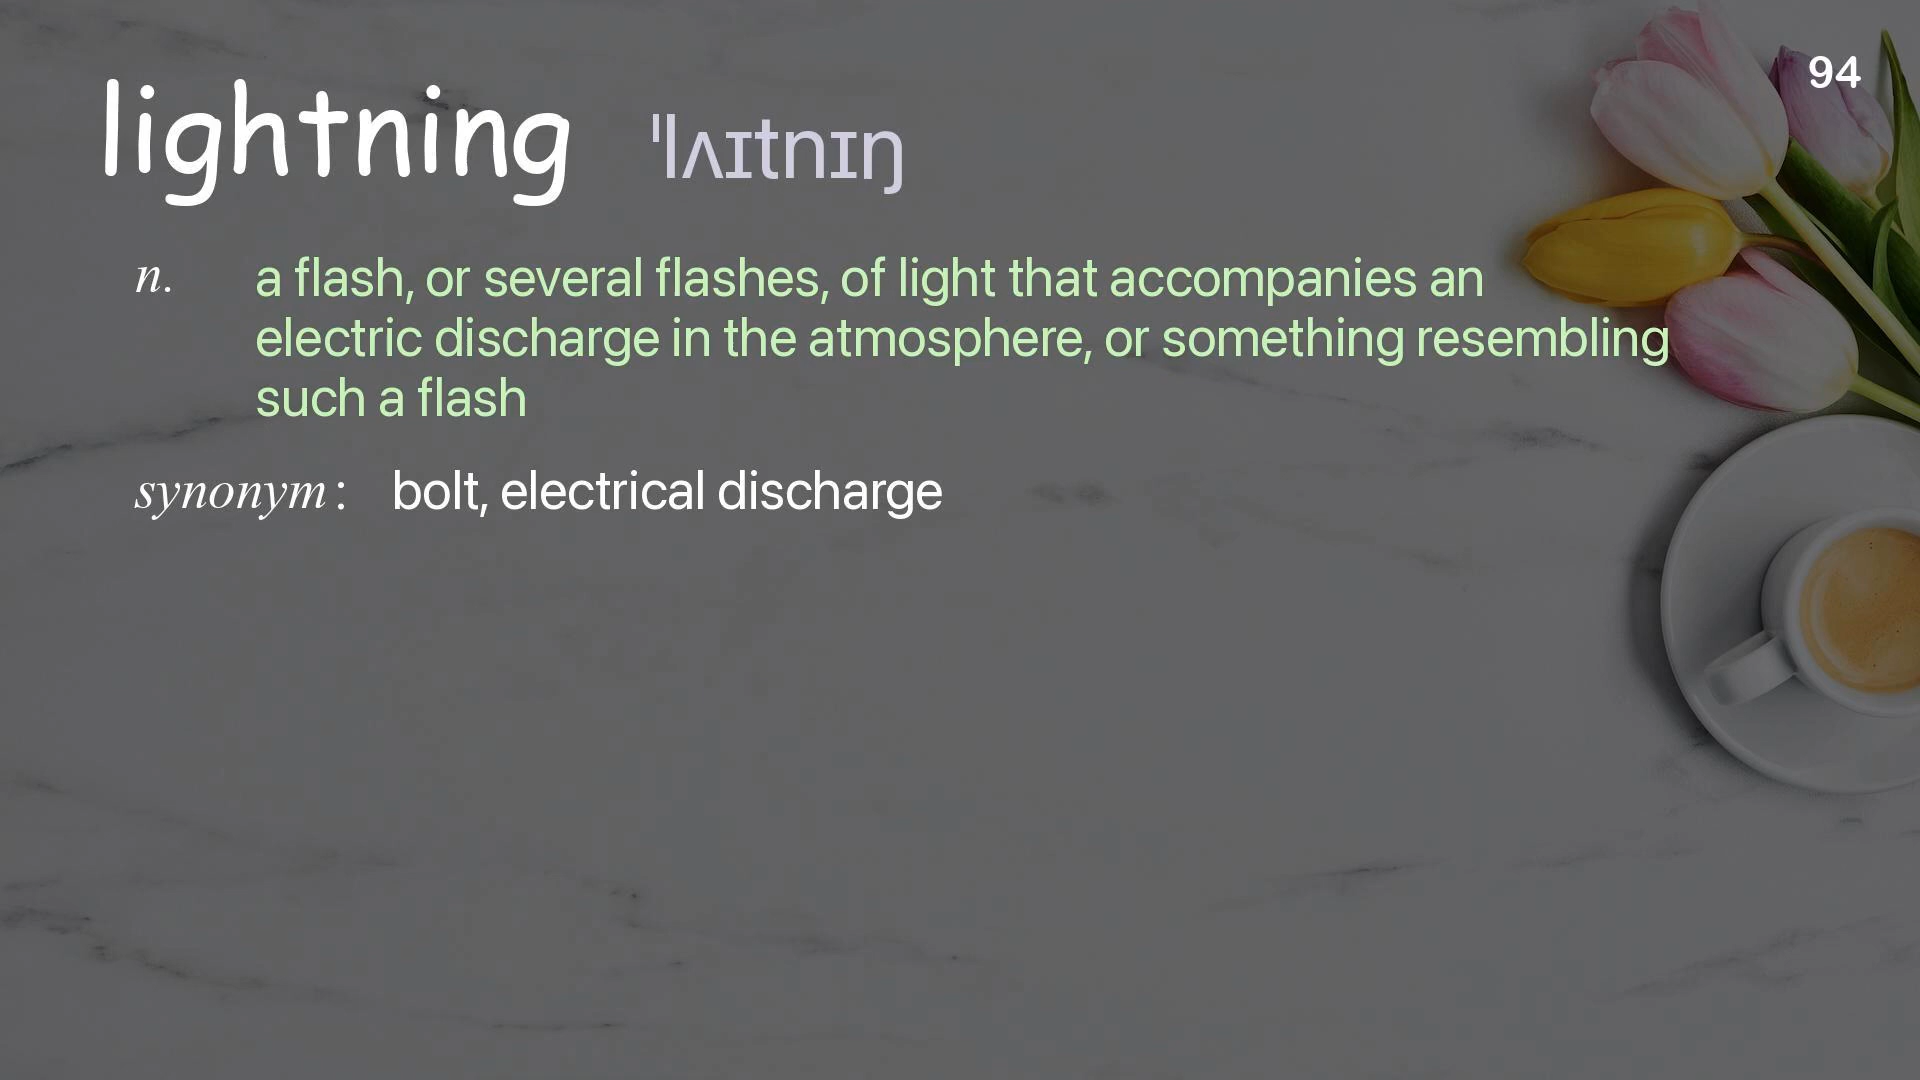 94
lightning ˈlʌɪtnɪŋ
n. a flash, or several flashes, of light that accompanies an
electric discharge in the atmosphere, or something resembling
such a flash
synonym : bolt, electrical discharge